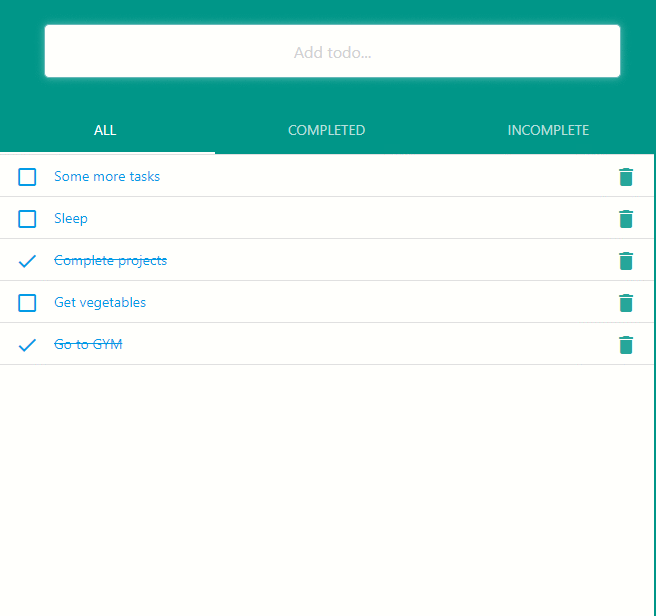 Add todo...
ALL COMPLETED INCOMPLETE
Some more tasks
Sleep
Complete projects
Get vegetables
Go to GYM